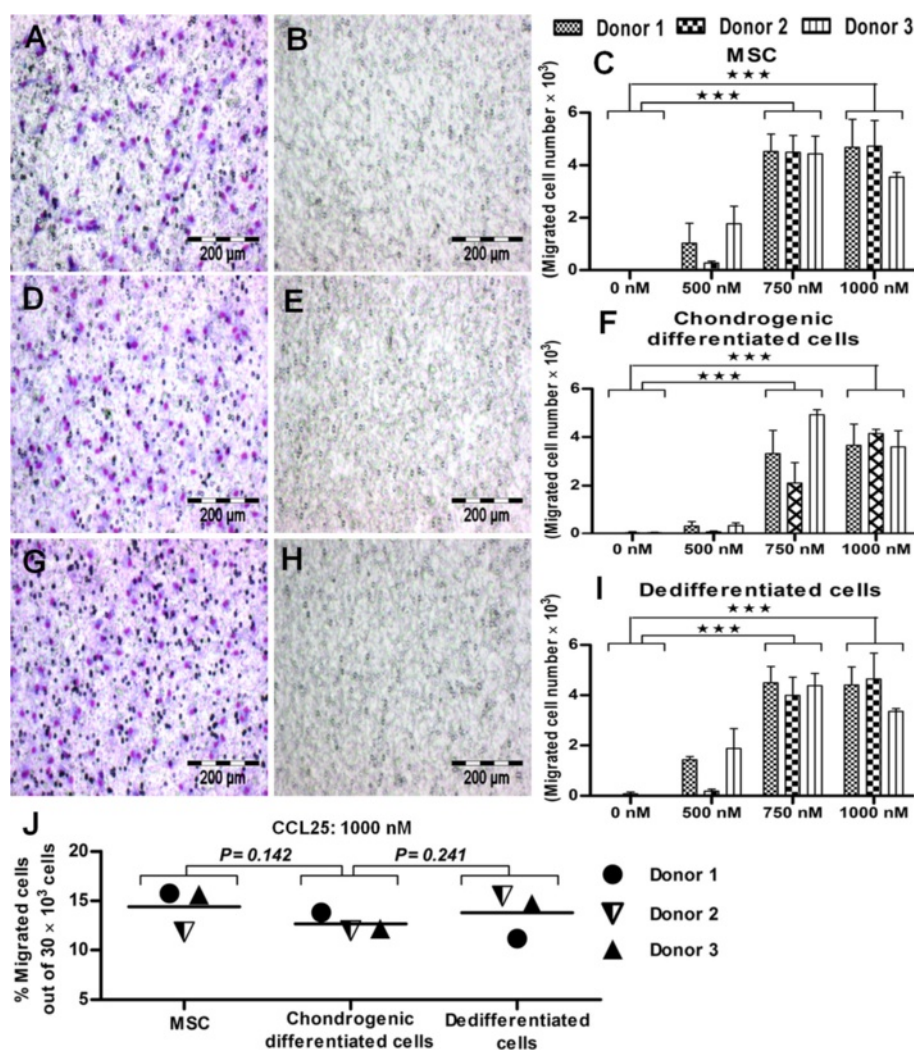 A
B
Donor 1 Donor 2 Donor 3
C
MSC
★★★
★★★
(Migrated cell number × 10³)
6
4
2
0
0 nM 500 nM 750 nM 1000 nM
200 µm
200 µm
D
E
F
Chondrogenic
differentiated cells
★★★
★★★
(Migrated cell number × 10³)
6
4
2
0
0 nM 500 nM 750 nM 1000 nM
200 µm
200 µm
G
H
I
Dedifferentiated cells
★★★
★★★
(Migrated cell number × 10³)
6
4
2
0
0 nM 500 nM 750 nM 1000 nM
200 µm
200 µm
J
CCL25: 1000 nM
% Migrated cells
out of 30 × 10³ cells
20
15
10
5
P= 0.142
P= 0.241
MSC
Chondrogenic
differentiated cells
Dedifferentiated
cells
Donor 1
Donor 2
Donor 3